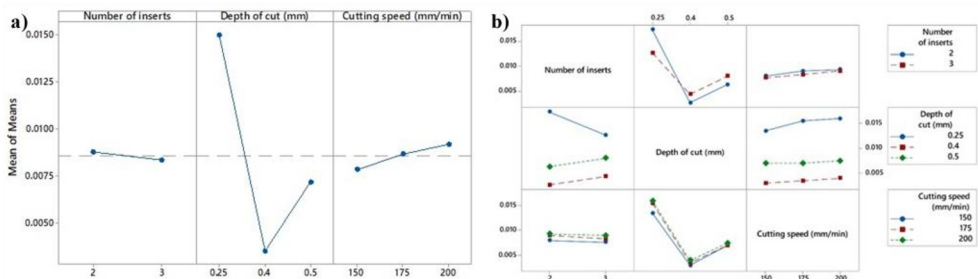 a)
Number of inserts Depth of cut (mm) Cutting speed (mm/min)
Mean of Means
0.0150
0.0125
0.0100
0.0075
0.0050
2 3 0.25 0.4 0.5 150 175 200
b)
0.25 0.4 0.5
Number of inserts
0.015
0.010
0.005
Number
of inserts
2
3
Depth of cut (mm)
0.015
0.010
0.005
Depth of
cut (mm)
0.25
0.4
0.5
0.015
0.010
0.005
Cutting speed (mm/min)
Cutting speed
(mm/min)
150
175
200
2 3 150 175 200